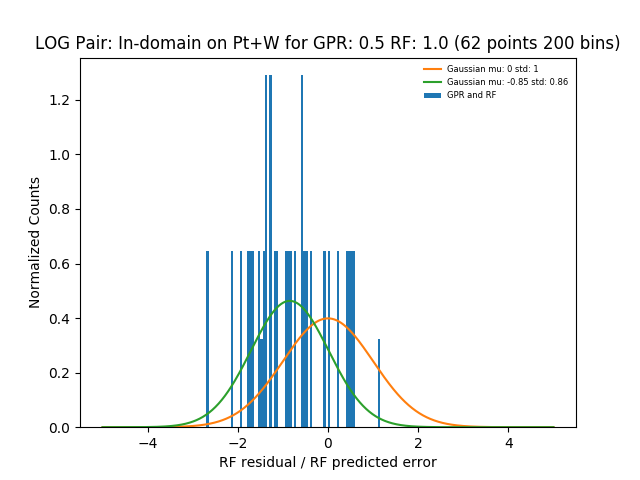 LOG Pair: In-domain on Pt+W for GPR: 0.5 RF: 1.0 (62 points 200 bins)
Gaussian mu: 0 std: 1
Gaussian mu: -0.85 std: 0.86
GPR and RF
Normalized Counts
1.2
1.0
0.8
0.6
0.4
0.2
0.0
−4
−2
0
2
4
RF residual / RF predicted error